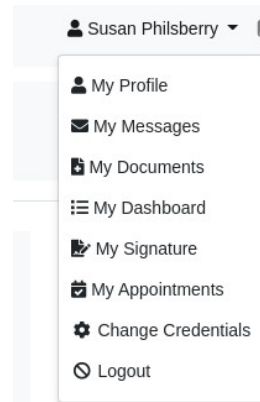 Susan Philsberry
My Profile
My Messages
My Documents
My Dashboard
My Signature
My Appointments
Change Credentials
Logout